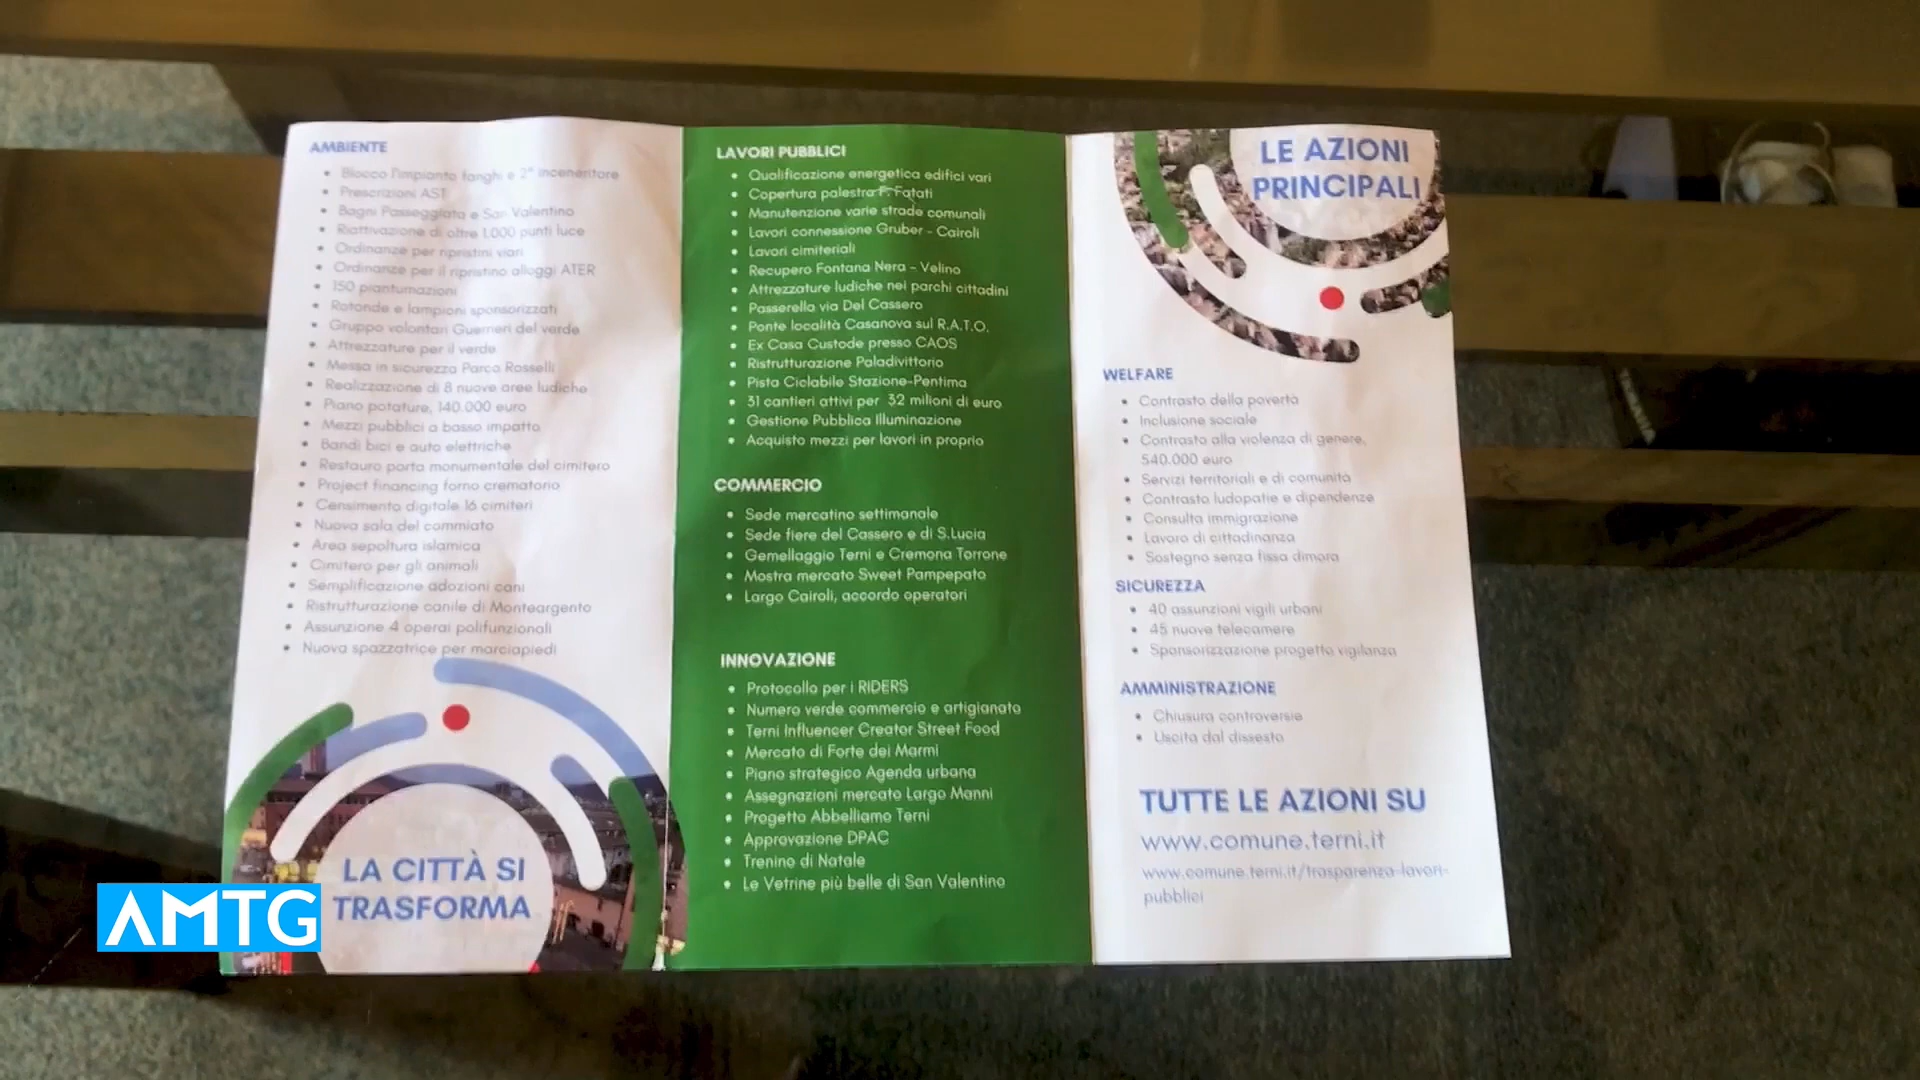 AMBIENTE
• Blocco l'impianto fanghi e 2° inceneritore
• Prescrizioni AST
• Bagni Passeggiata e San Valentino
• Riattivazione di oltre 1.000 punti luce
• Ordinanze per ripristini viari
• Ordinanze per il ripristino alloggi ATER
• 150 piantumazioni
• Rotonde e lampioni sponsorizzati
• Gruppo volontari Guerrieri del verde
• Attrezzature per il verde
• Messa in sicurezza Parco Rosselli
• Realizzazione di 8 nuove aree ludiche
• Piano potature, 140.000 euro
• Mezzi pubblici a basso impatto
• Bandi bici e auto elettriche
• Restauro porta monumentale del cimitero
• Project financing forno crematorio
• Censimento digitale 16 cimiteri
• Nuova sala del commiato
• Area sepoltura islamica
• Cimitero per gli animali
• Semplificazione adozioni cani
• Ristrutturazione canile di Monteargento
• Assunzione 4 operai polifunzionali
• Nuova spazzatrice per marciapiedi
LA CITTÀ SI
TRASFORMA
LAVORI PUBBLICI
• Qualificazione energetica edifici vari
• Copertura palestra F. Fatati
• Manutenzione varie strade comunali
• Lavori connessione Gruber - Cairoli
• Lavori cimiteriali
• Recupero Fontana Nera - Velino
• Attrezzature ludiche nei parchi cittadini
• Passerella via Del Cassero
• Ponte località Casanova sul R.A.T.O.
• Ex Casa Custode presso CAOS
• Ristrutturazione Paladivittorio
• Pista Ciclabile Stazione-Pentima
• 31 cantieri attivi per 32 milioni di euro
• Gestione Pubblica Illuminazione
• Acquisto mezzi per lavori in proprio
COMMERCIO
• Sede mercatino settimanale
• Sede fiere del Cassero e di S.Lucia
• Gemellaggio Terni e Cremona Torrone
• Mostra mercato Sweet Pampepato
• Largo Cairoli, accordo operatori
INNOVAZIONE
• Protocollo per i RIDERS
• Numero verde commercio e artigianato
• Terni Influencer Creator Street Food
• Mercato di Forte dei Marmi
• Piano strategico Agenda urbana
• Assegnazioni mercato Largo Manni
• Progetto Abbelliamo Terni
• Approvazione DPAC
• Trenino di Natale
• Le Vetrine più belle di San Valentino
LE AZIONI
PRINCIPALI
WELFARE
• Contrasto della povertà
• Inclusione sociale
• Contrasto alla violenza di genere,
540.000 euro
• Servizi territoriali e di comunità
• Contrasto ludopatie e dipendenze
• Consulta immigrazione
• Lavoro di cittadinanza
• Sostegno senza fissa dimora
SICUREZZA
• 40 assunzioni vigili urbani
• 45 nuove telecamere
• Sponsorizzazione progetto vigilanza
AMMINISTRAZIONE
• Chiusura controversie
• Uscita dal dissesto
TUTTE LE AZIONI SU
www.comune.terni.it
www.comune.terni.it/trasparenza-lavori-
pubblici
AMTG